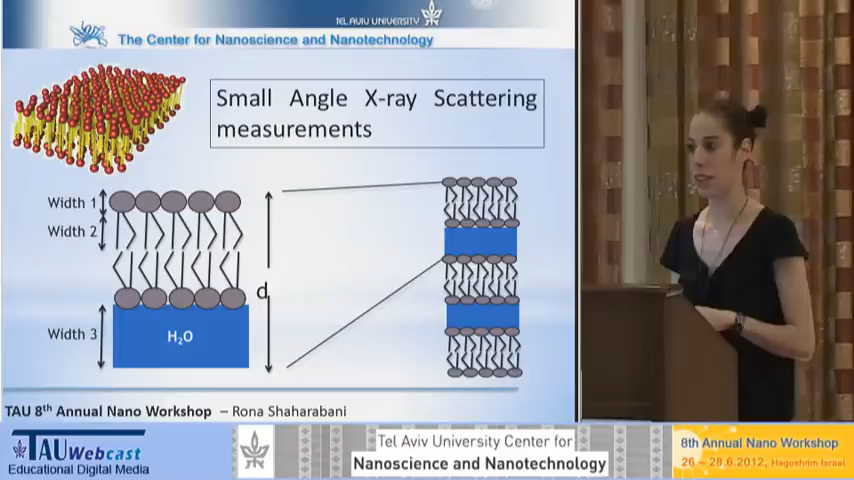 TEL AVIV UNIVERSITY
The Center for Nanoscience and Nanotechnology
Small Angle X-ray Scattering
measurements
Width 1
Width 2
d
Width 3
H₂O
TAU 8th Annual Nano Workshop – Rona Shaharabani
TAU Webcast
Educational Digital Media
Tel Aviv University Center for
Nanoscience and Nanotechnology
8th Annual Nano Workshop
26 – 28.6.2012, Hagoshrim Israel